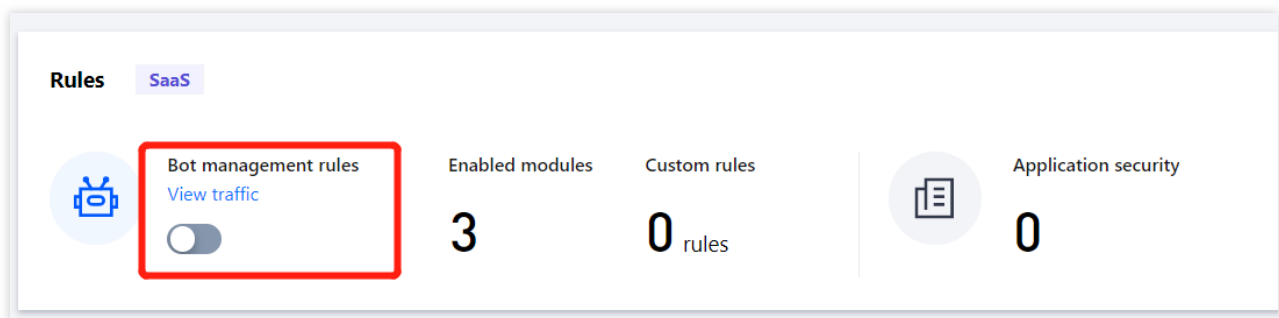 Rules SaaS
Bot management rules
View traffic
Enabled modules
3
Custom rules
0 rules
Application security
0